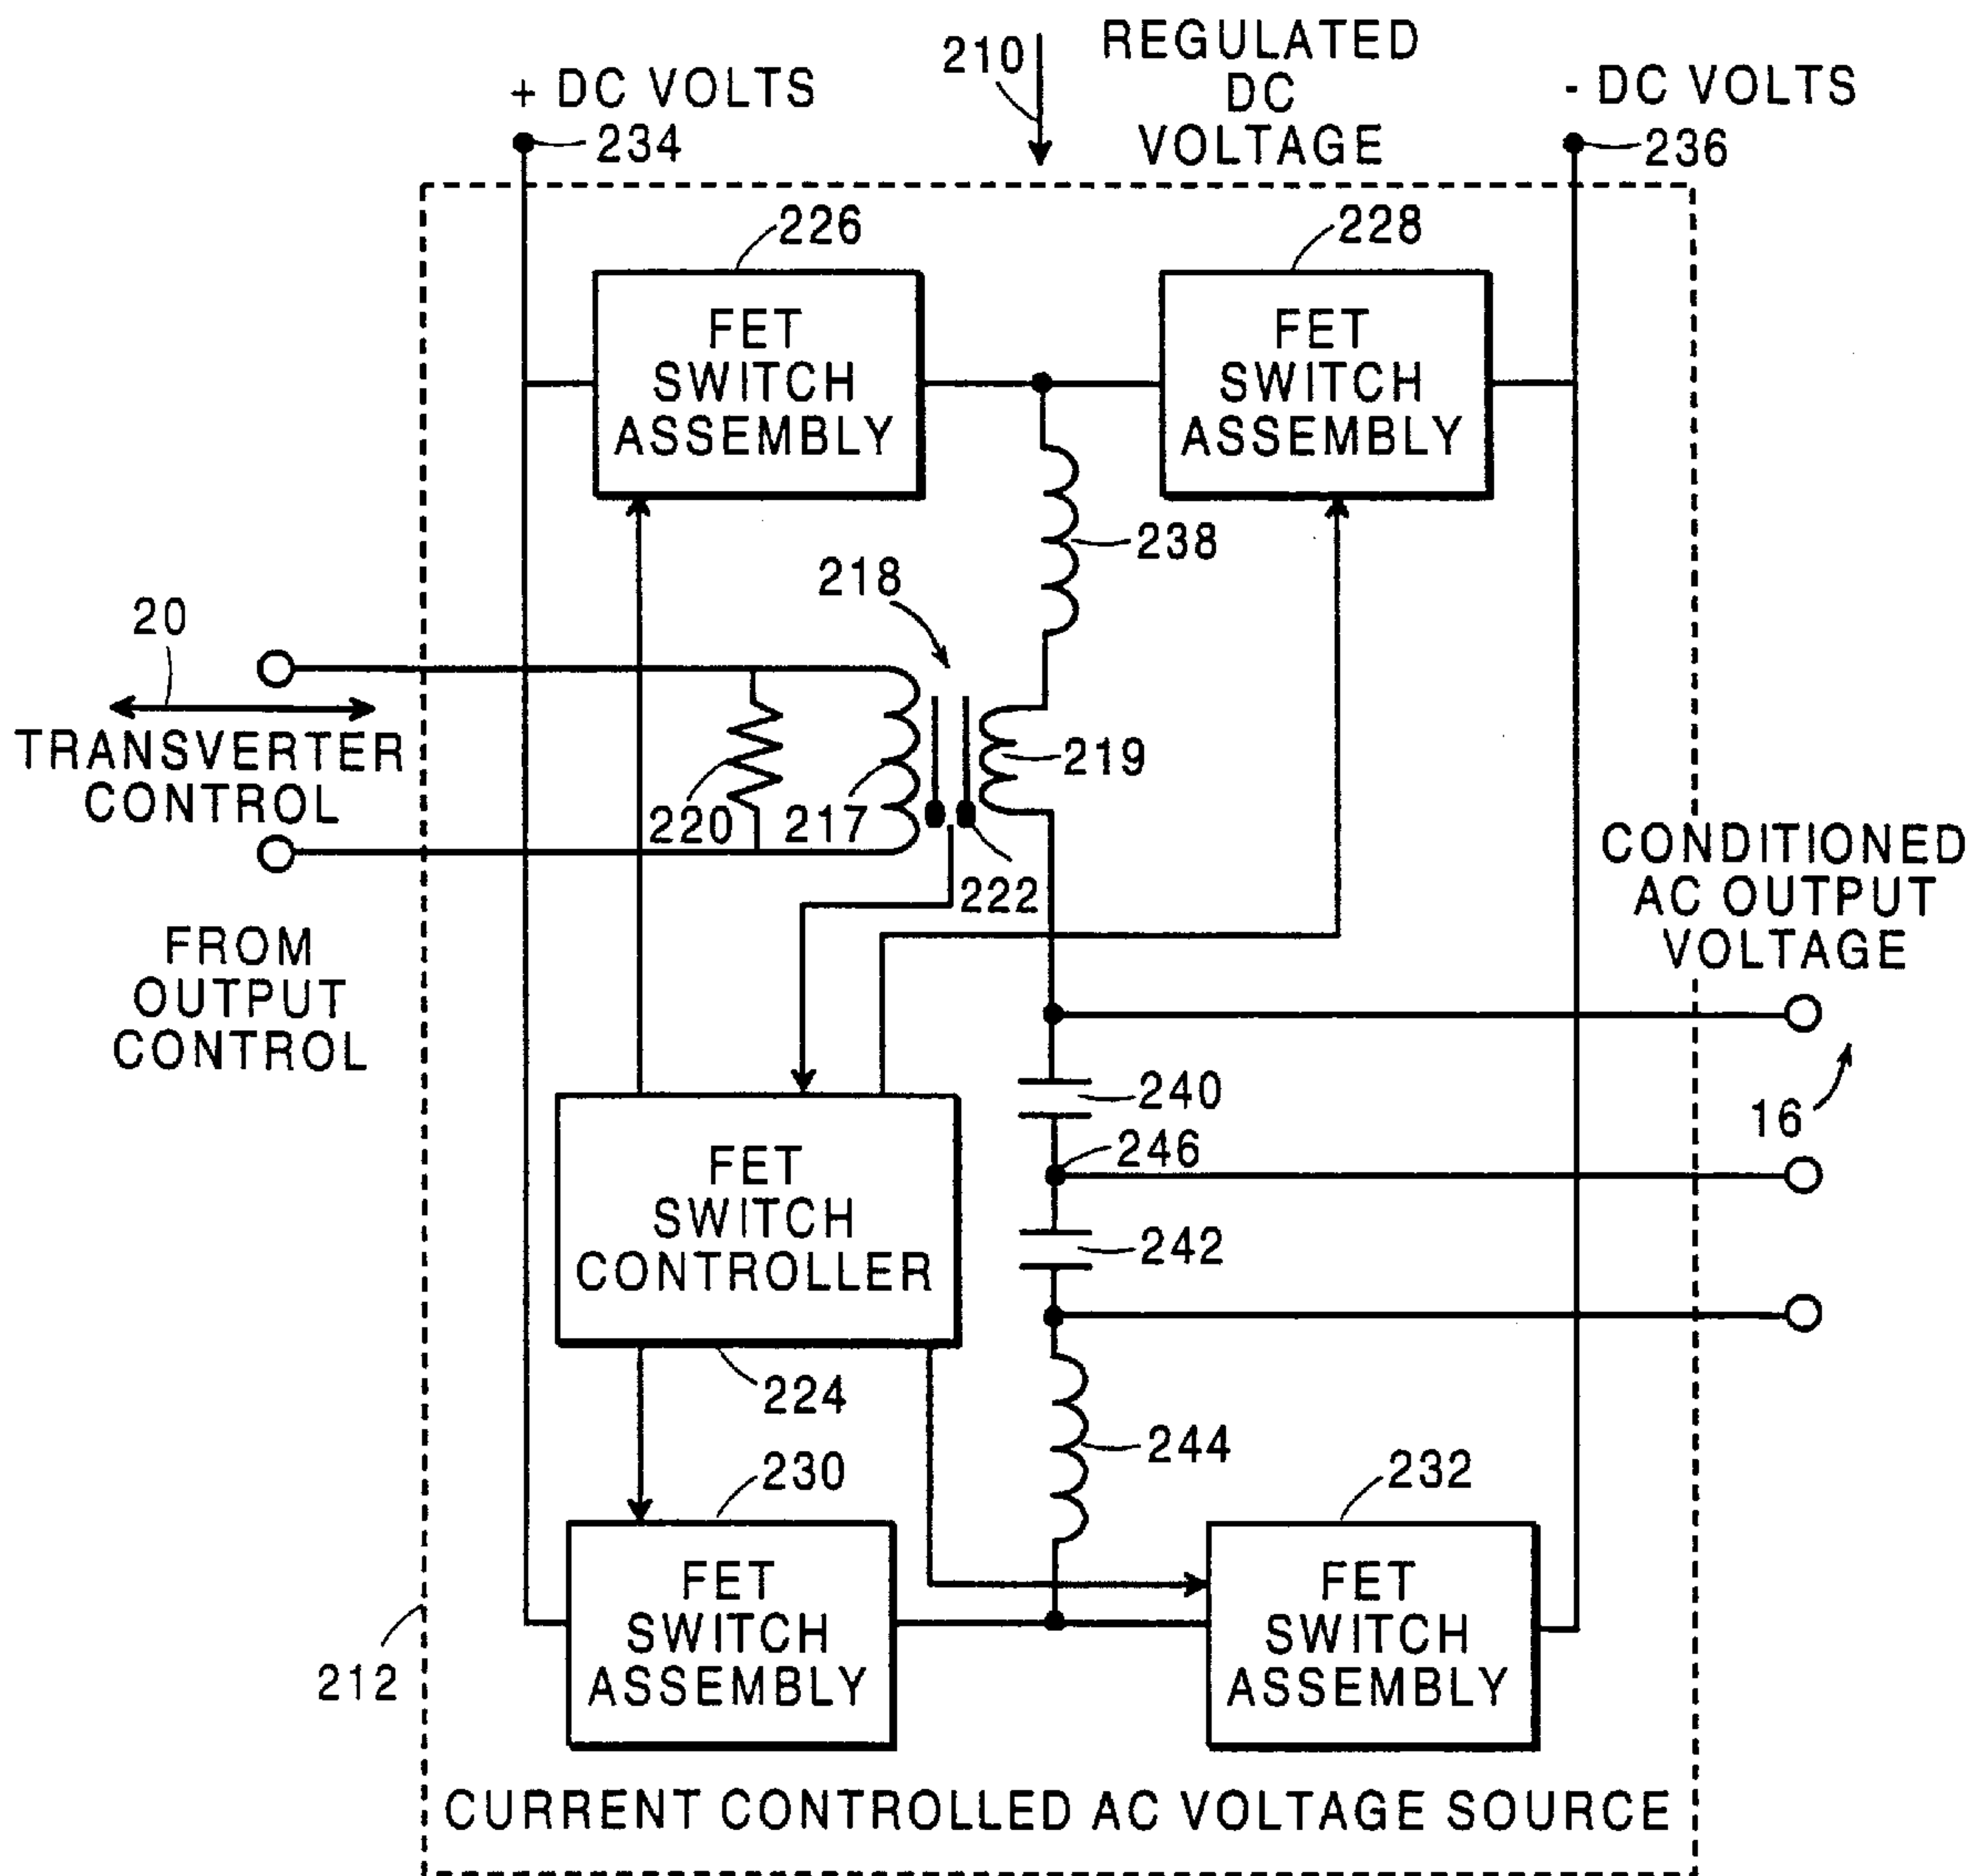 210
REGULATED
DC
VOLTAGE
+ DC VOLTS
234
- DC VOLTS
236
226
228
FET
SWITCH
ASSEMBLY
FET
SWITCH
ASSEMBLY
238
218
20
TRANSVERTER
CONTROL
220
217
219
222
FROM
OUTPUT
CONTROL
CONDITIONED
AC OUTPUT
VOLTAGE
240
16
246
FET
SWITCH
CONTROLLER
242
224
244
230
232
FET
SWITCH
ASSEMBLY
FET
SWITCH
ASSEMBLY
212
CURRENT CONTROLLED AC VOLTAGE SOURCE